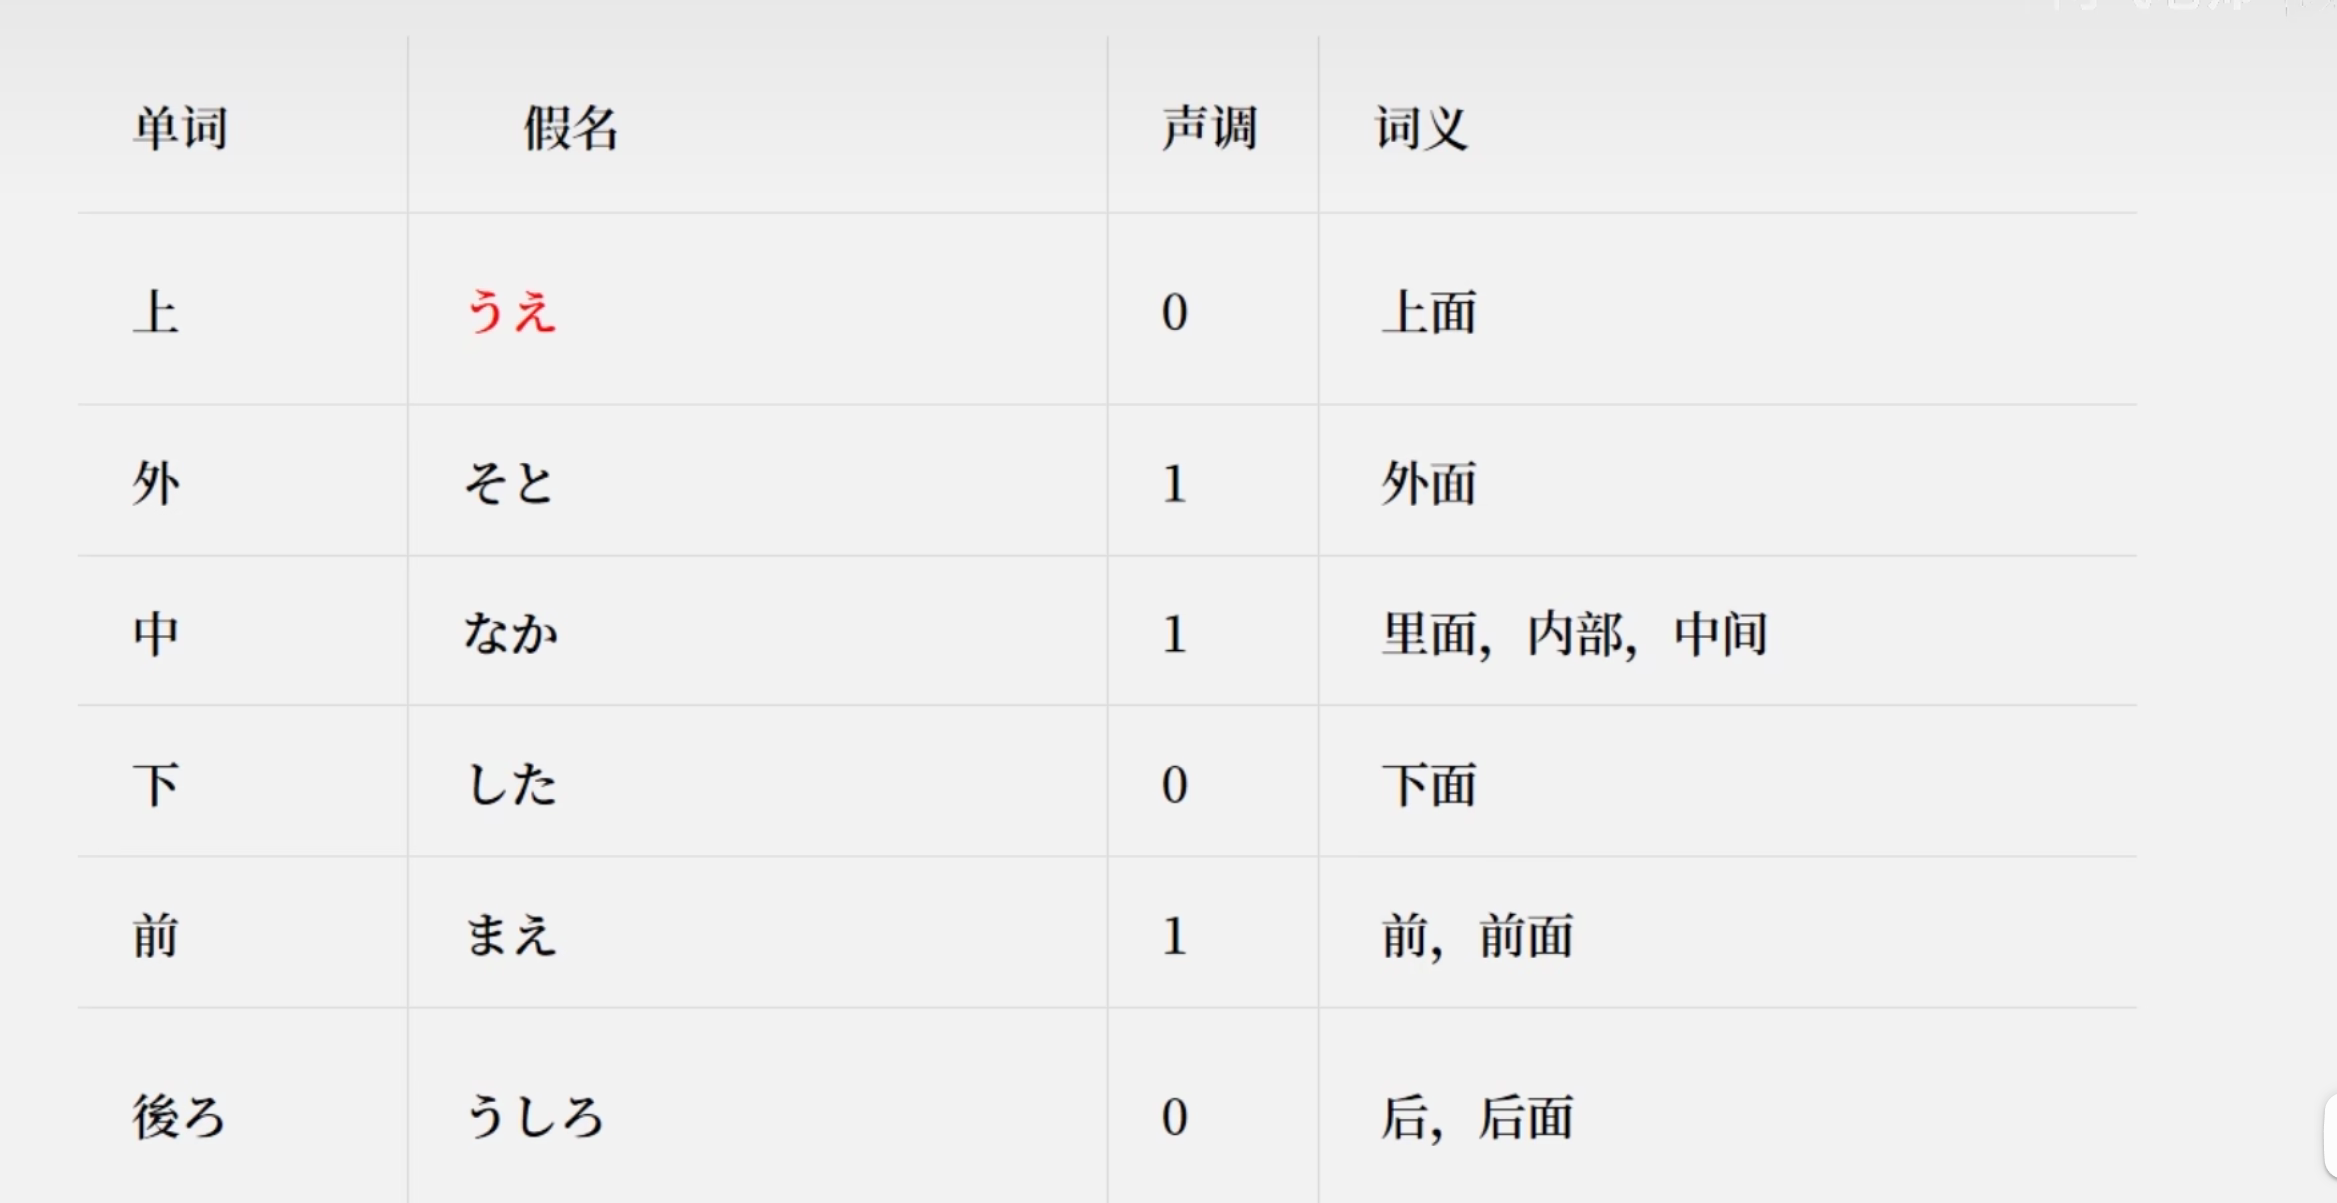 单词 假名 声调 词义
上 うえ 0 上面
外 そと 1 外面
中 なか 1 里面，内部，中间
下 した 0 下面
前 まえ 1 前，前面
後ろ うしろ 0 后，后面